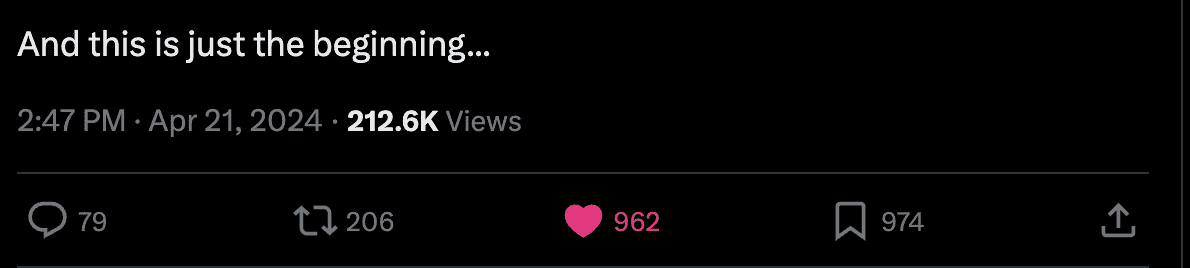 And this is just the beginning...
2:47 PM · Apr 21, 2024 · 212.6K Views
79 206 962 974